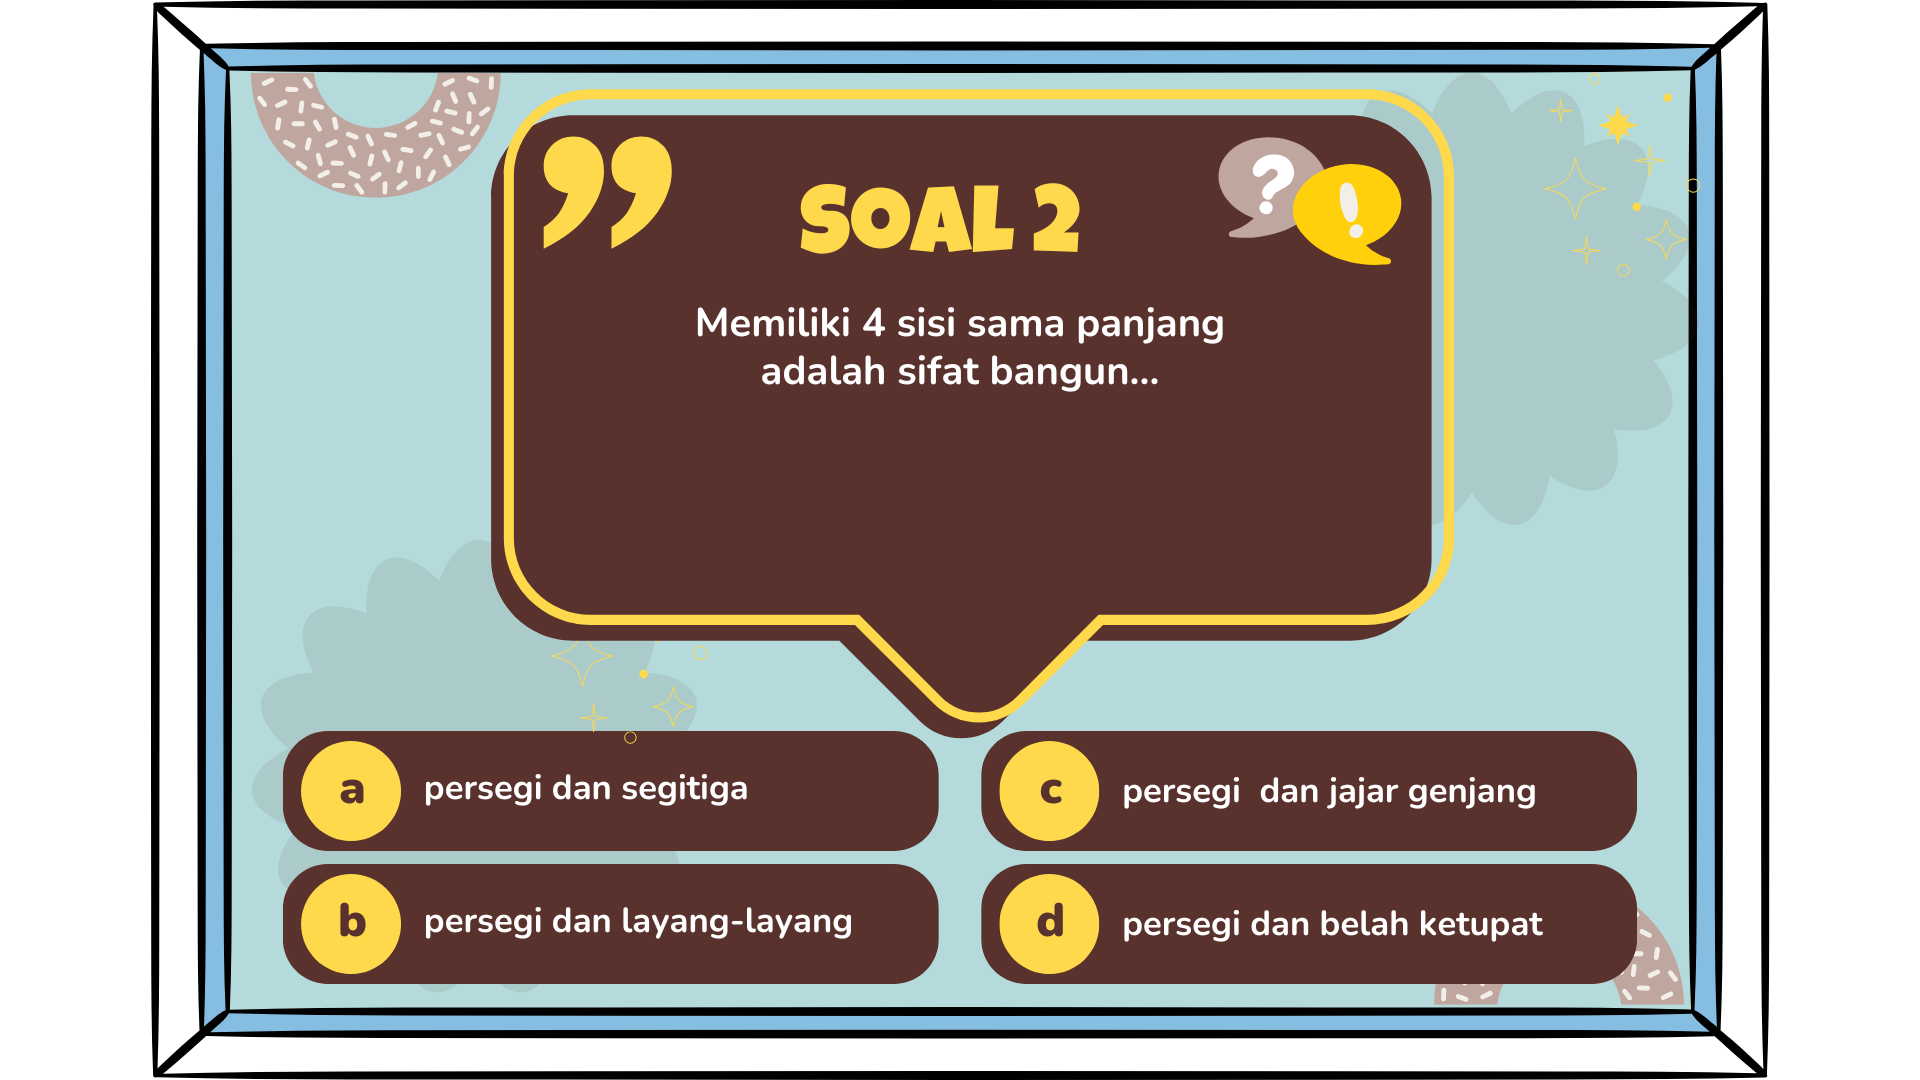 SOAL 2
Memiliki 4 sisi sama panjang
adalah sifat bangun...
a persegi dan segitiga
b persegi dan layang-layang
c persegi dan jajar genjang
d persegi dan belah ketupat